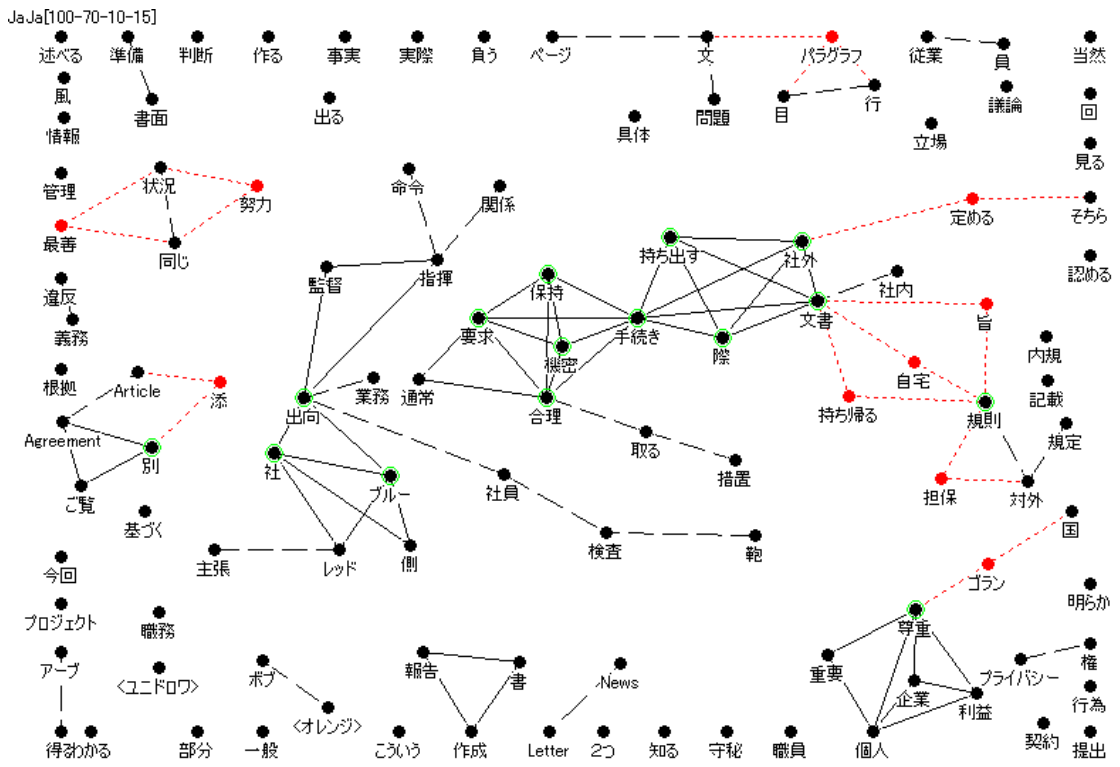 JaJa[100-70-10-15]
述べる 準備 判断 作る 事実 実際 負う ページ 文 パラグラフ 従業 員 当然
風 書面 出る 具体 問題 目 行 議論 回
情報 立場 見る
管理 状況 努力 命令 関係 定める そちら
最善 同じ 監督 指揮 持ち出す 社外 認める
違反 保持 文書 社内 旨
義務 要求 機密 手続き 際 内規
根拠 Article 添 出向 業務 通常 合理 自宅 持ち帰る 規則 記載
Agreement 別 社 ブルー 社員 取る 措置 担保 対外 規定
ご覧 基づく 国
今回 主張 レッド 側 検査 鞄 ゴラン
プロジェクト 職務 尊重 明らか
アーブ <ユニドロワ> ボブ 報告 書 News 重要 企業 利益 プライバシー 権
<オレンジ> 行為
得る わかる 部分 一般 こういう 作成 Letter 2つ 知る 守秘 職員 個人 契約 提出